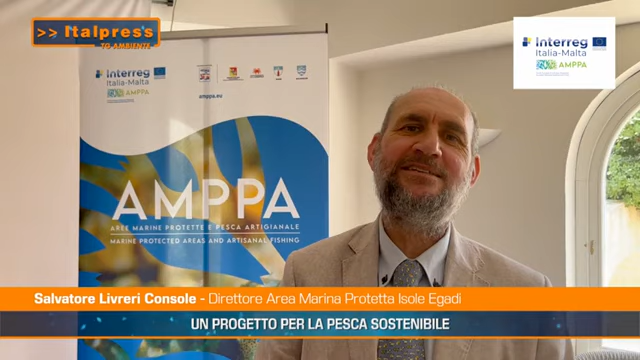 >> Italpress
TG AMBIENTE
Interreg
Italia-Malta
AMPPA
Interreg
Italia-Malta
AMPPA
amppa.eu
AMPPA
AREE MARINE PROTETTE E PESCA ARTIGIANALE
MARINE PROTECTED AREAS AND ARTISANAL FISHING
Salvatore Livreri Console - Direttore Area Marina Protetta Isole Egadi
UN PROGETTO PER LA PESCA SOSTENIBILE